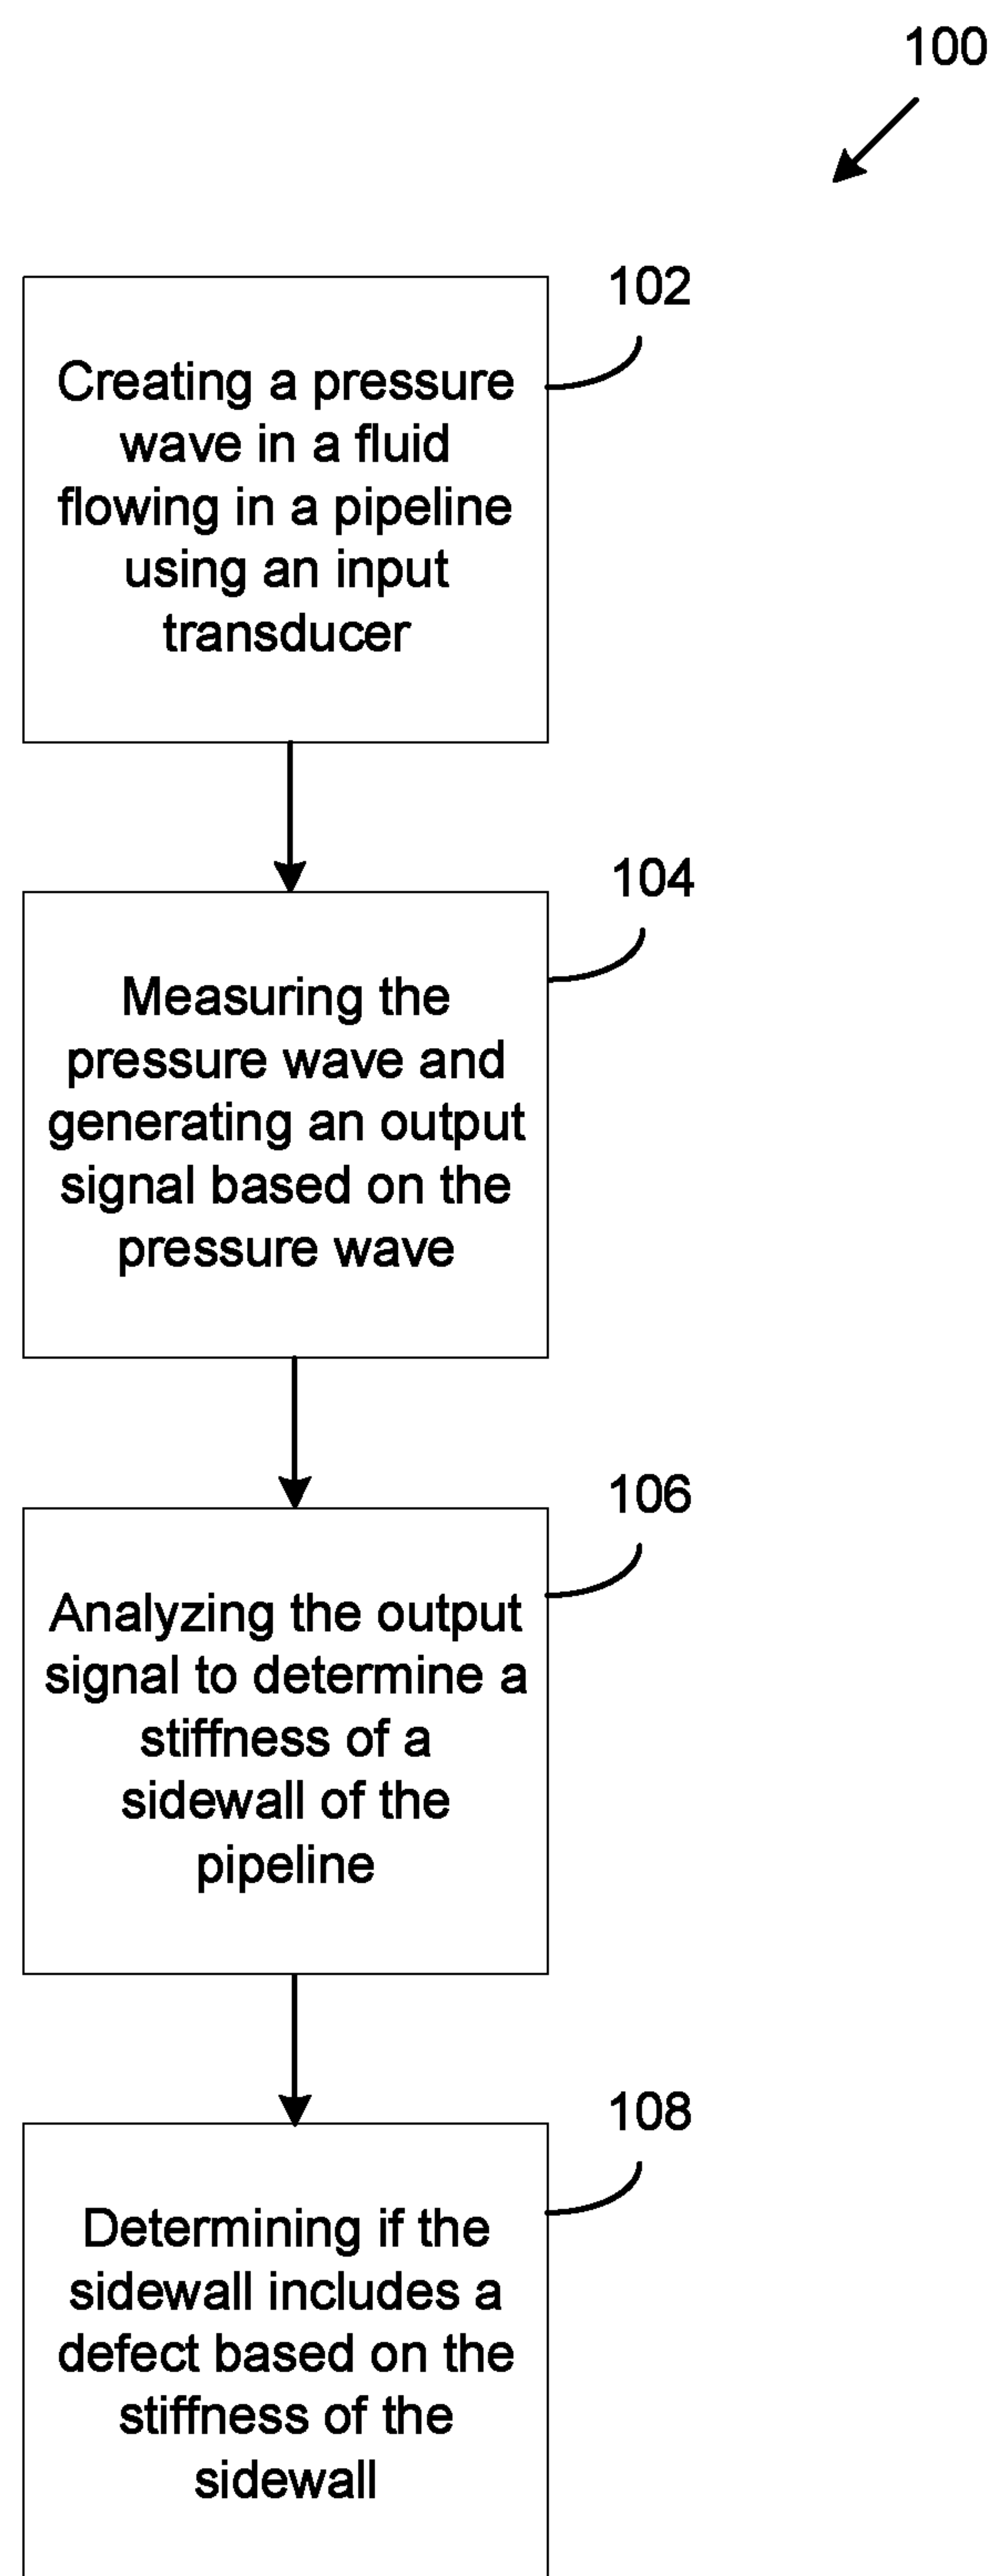 100
102
Creating a pressure
wave in a fluid
flowing in a pipeline
using an input
transducer
104
Measuring the
pressure wave and
generating an output
signal based on the
pressure wave
106
Analyzing the output
signal to determine a
stiffness of a
sidewall of the
pipeline
108
Determining if the
sidewall includes a
defect based on the
stiffness of the
sidewall